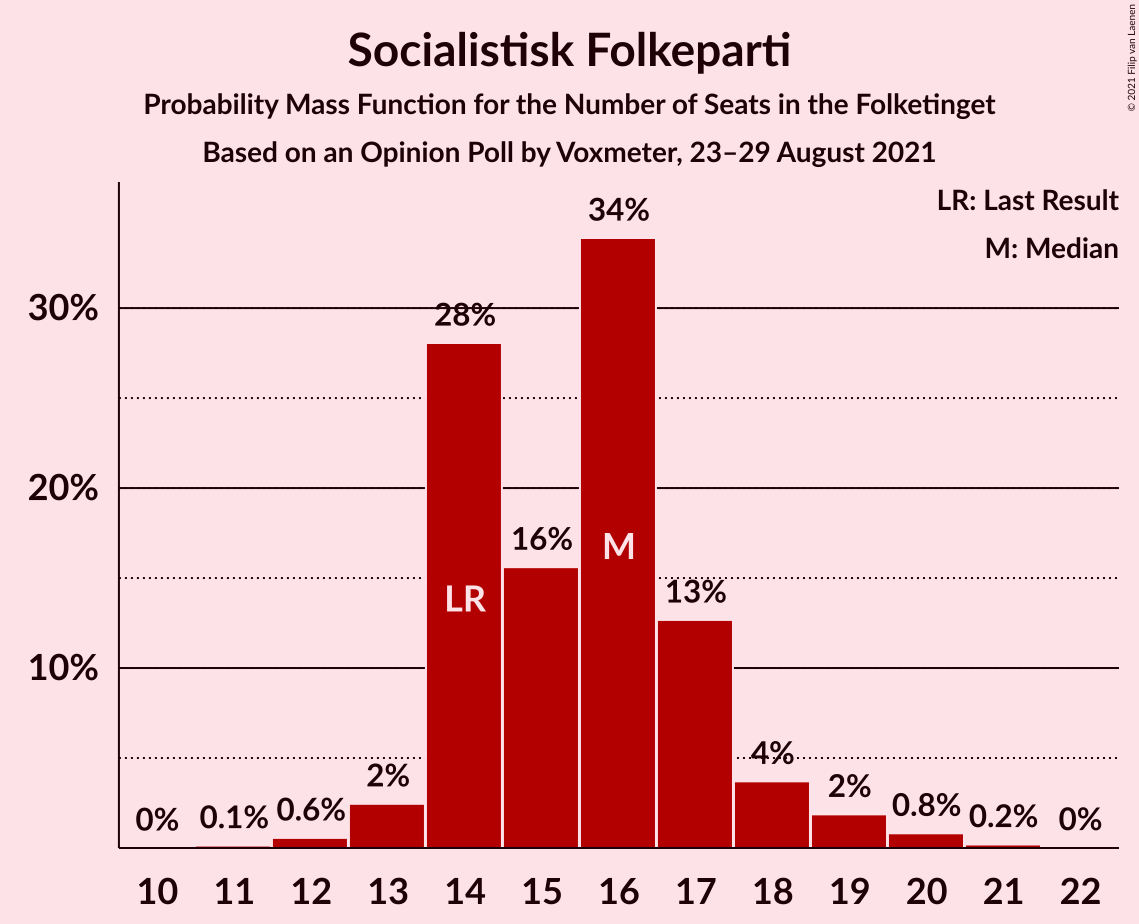 Socialistisk Folkeparti
Probability Mass Function for the Number of Seats in the Folketinget
Based on an Opinion Poll by Voxmeter, 23–29 August 2021
© 2021 Filip van Laenen
LR: Last Result
M: Median
34%
30%
28%
20%
16%
M
13%
LR
10%
4%
2%
2%
0.8%
0.6%
0.2%
0.1%
0%
0%
10 11 12 13 14 15 16 17 18 19 20 21 22